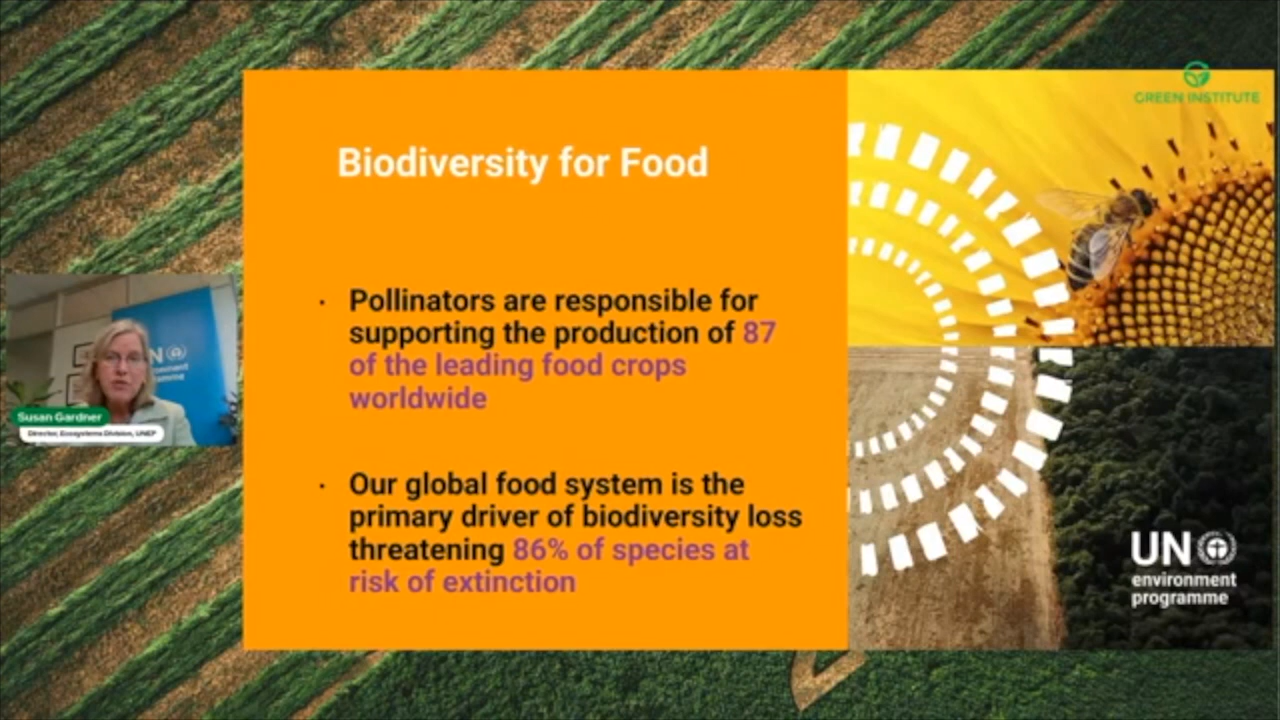 GREEN INSTITUTE
Biodiversity for Food
· Pollinators are responsible for
supporting the production of 87
of the leading food crops
worldwide
· Our global food system is the
primary driver of biodiversity loss
threatening 86% of species at
risk of extinction
Susan Gardner
Director, Ecosystems Division, UNEP
UN
environment
programme